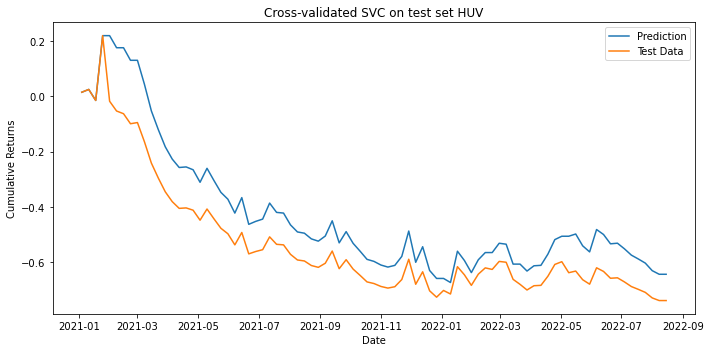 Cross-validated SVC on test set HUV
Prediction
Test Data
Cumulative Returns
0.2
0.0
−0.2
−0.4
−0.6
2021-01 2021-03 2021-05 2021-07 2021-09 2021-11 2022-01 2022-03 2022-05 2022-07 2022-09
Date